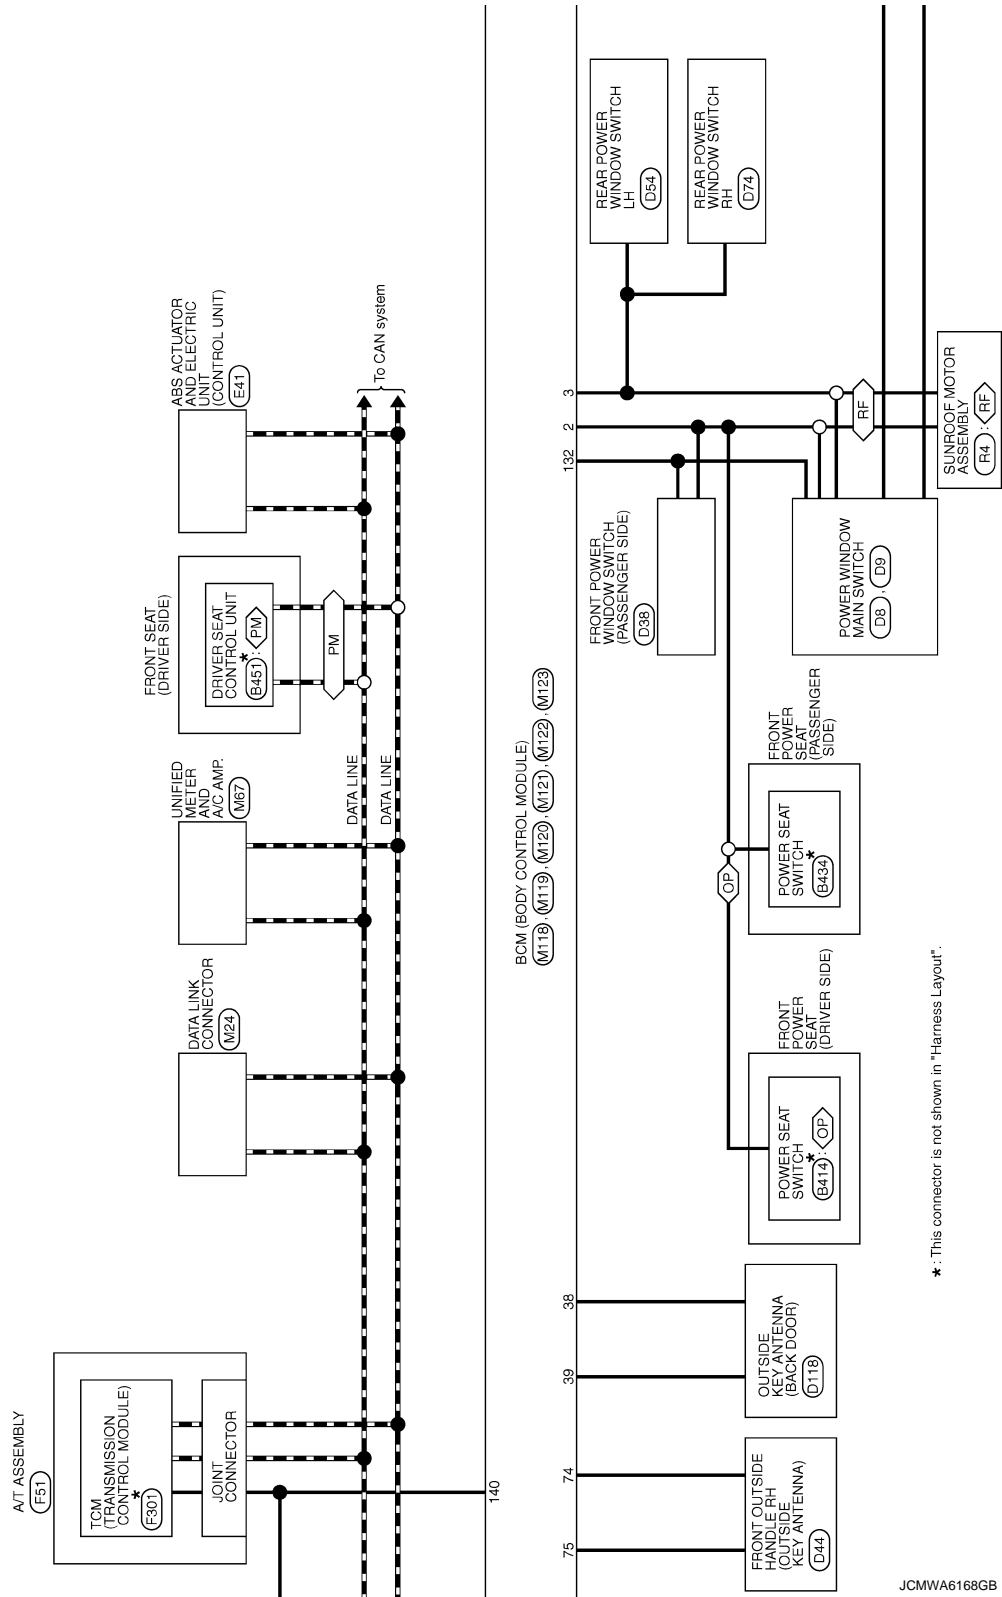 A/T ASSEMBLY
F51
TCM
(TRANSMISSION
CONTROL MODULE)
*
F301
JOINT
CONNECTOR
140
DATA LINK
CONNECTOR
M24
UNIFIED
METER
AND
A/C AMP.
M67
DATA LINE
DATA LINE
FRONT SEAT
(DRIVER SIDE)
DRIVER SEAT
CONTROL UNIT
*
B451 : PM
PM
ABS ACTUATOR
AND ELECTRIC
UNIT
(CONTROL UNIT)
E41
To CAN system
BCM (BODY CONTROL MODULE)
M118 , M119 , M120 , M121 , M122 , M123
75
74
39
38
132
2
3
FRONT OUTSIDE
HANDLE RH
(OUTSIDE
KEY ANTENNA)
D44
OUTSIDE
KEY ANTENNA
(BACK DOOR)
D118
FRONT
POWER
SEAT
(DRIVER SIDE)
POWER SEAT
SWITCH
*
B414 : OP
OP
FRONT
POWER
SEAT
(PASSENGER
SIDE)
POWER SEAT
SWITCH
*
B434
FRONT POWER
WINDOW SWITCH
(PASSENGER SIDE)
D38
POWER WINDOW
MAIN SWITCH
D8 , D9
RF
REAR POWER
WINDOW SWITCH
LH
D54
REAR POWER
WINDOW SWITCH
RH
D74
SUNROOF MOTOR
ASSEMBLY
R4 : RF
* : This connector is not shown in "Harness Layout".
JCMWA6168GB